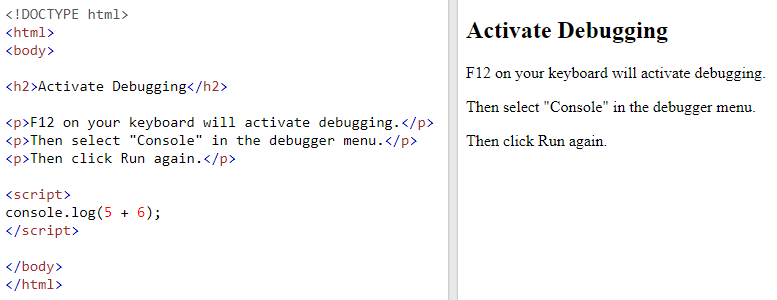 <!DOCTYPE html>
<html>
<body>
<h2>Activate Debugging</h2>
<p>F12 on your keyboard will activate debugging.</p>
<p>Then select "Console" in the debugger menu.</p>
<p>Then click Run again.</p>
<script>
console.log(5 + 6);
</script>
</body>
</html>
Activate Debugging
F12 on your keyboard will activate debugging.
Then select "Console" in the debugger menu.
Then click Run again.